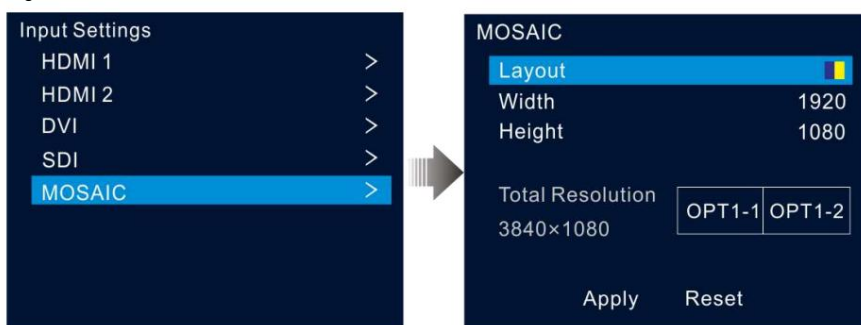 Input Settings
HDMI 1 >
HDMI 2 >
DVI >
SDI >
MOSAIC >
MOSAIC
Layout
Width 1920
Height 1080
Total Resolution
3840×1080
OPT1-1 OPT1-2
Apply Reset